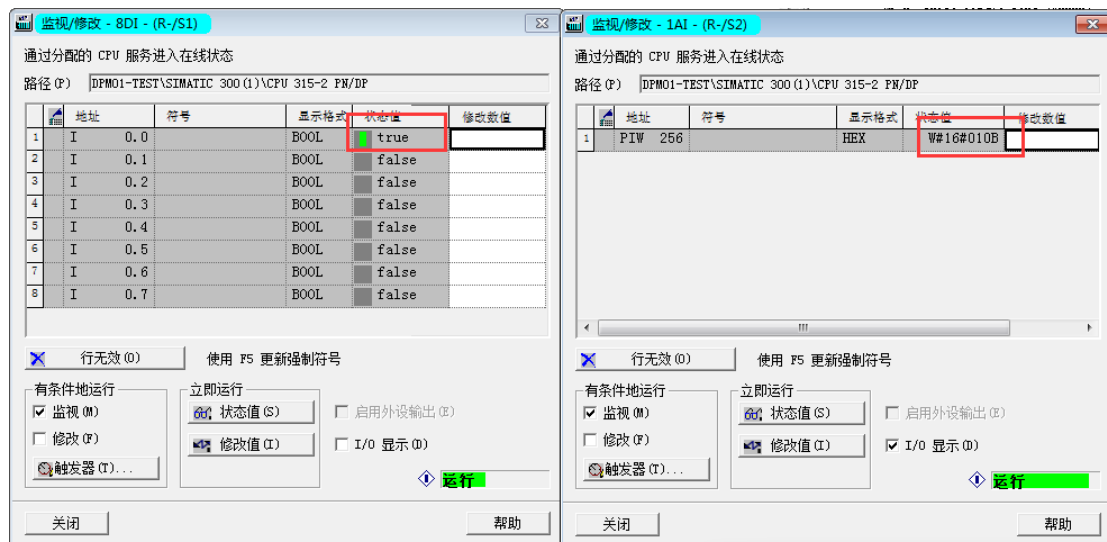 监视/修改 - 8DI - (R-/S1)
通过分配的 CPU 服务进入在线状态
路径(P) DPM01-TEST\SIMATIC 300(1)\CPU 315-2 PN/DP
地址 符号 显示格式 状态值 修改数值
1 I 0.0 BOOL true
2 I 0.1 BOOL false
3 I 0.2 BOOL false
4 I 0.3 BOOL false
5 I 0.4 BOOL false
6 I 0.5 BOOL false
7 I 0.6 BOOL false
8 I 0.7 BOOL false
行无效(O) 使用 F5 更新强制符号
有条件地运行 立即运行
监视(M) 状态值(S) 启用外设输出(E)
修改(F) 修改值(I) I/O 显示(D)
触发器(T)...
运行
关闭 帮助
监视/修改 - 1AI - (R-/S2)
通过分配的 CPU 服务进入在线状态
路径(P) DPM01-TEST\SIMATIC 300(1)\CPU 315-2 PN/DP
地址 符号 显示格式 状态值 修改数值
1 PIW 256 HEX W#16#010B
行无效(O) 使用 F5 更新强制符号
有条件地运行 立即运行
监视(M) 状态值(S) 启用外设输出(E)
修改(F) 修改值(I) I/O 显示(D)
触发器(T)...
运行
关闭 帮助